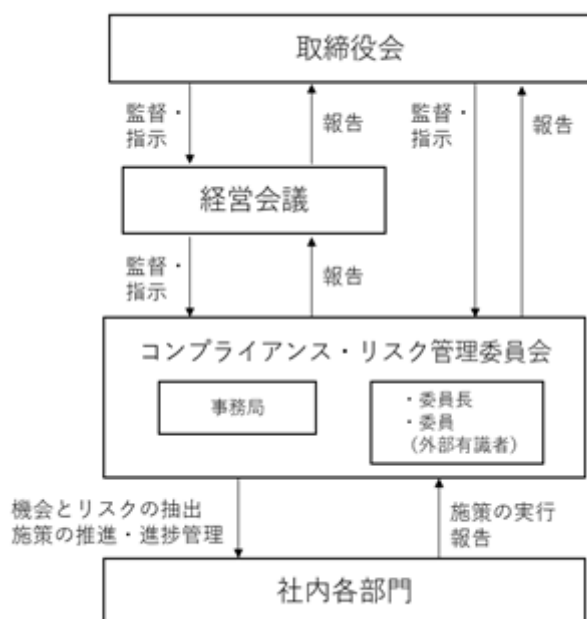 取締役会
監督・
指示
報告
監督・
指示
報告
経営会議
監督・
指示
報告
コンプライアンス・リスク管理委員会
事務局
・委員長
・委員
（外部有識者）
機会とリスクの抽出
施策の推進・進捗管理
施策の実行
報告
社内各部門